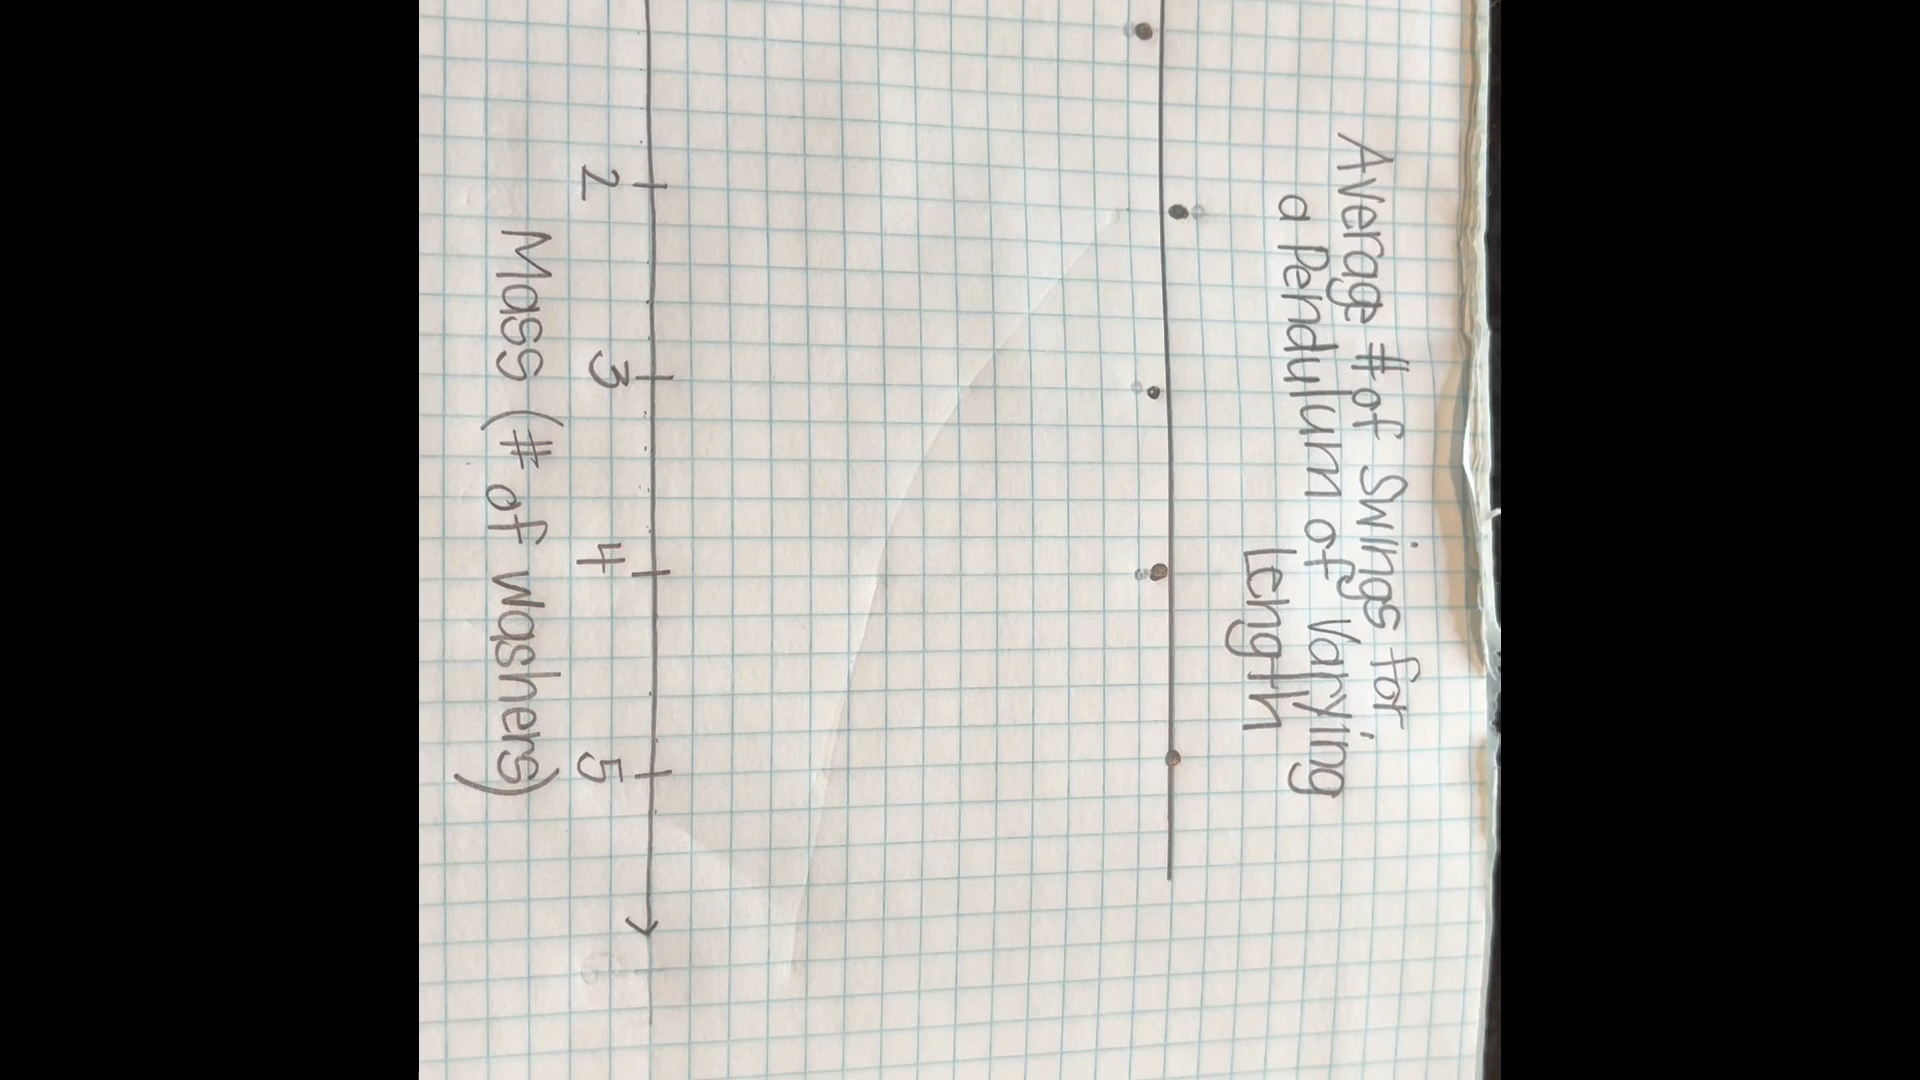 Average # of Swings for
a Pendulum of Varying
Length
2 3 4 5
Mass (# of washers)